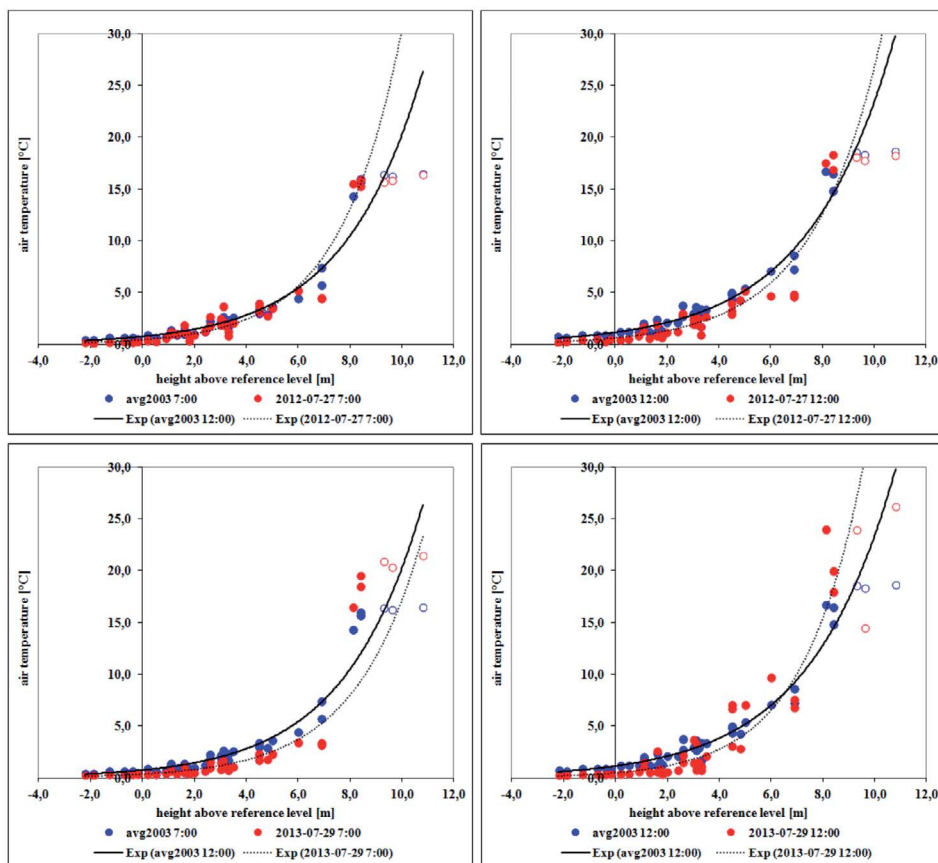 30,0
25,0
20,0
15,0
10,0
5,0
0,0
air temperature [°C]
-4,0 -2,0 0,0 2,0 4,0 6,0 8,0 10,0 12,0
height above reference level [m]
avg2003 7:00 2012-07-27 7:00
Exp (avg2003 12:00) Exp (2012-07-27 7:00)
30,0
25,0
20,0
15,0
10,0
5,0
0,0
air temperature [°C]
-4,0 -2,0 0,0 2,0 4,0 6,0 8,0 10,0 12,0
height above reference level [m]
avg2003 12:00 2012-07-27 12:00
Exp (avg2003 12:00) Exp (2012-07-27 12:00)
30,0
25,0
20,0
15,0
10,0
5,0
0,0
air temperature [°C]
-4,0 -2,0 0,0 2,0 4,0 6,0 8,0 10,0 12,0
height above reference level [m]
avg2003 7:00 2013-07-29 7:00
Exp (avg2003 12:00) Exp (2013-07-29 7:00)
30,0
25,0
20,0
15,0
10,0
5,0
0,0
air temperature [°C]
-4,0 -2,0 0,0 2,0 4,0 6,0 8,0 10,0 12,0
height above reference level [m]
avg2003 12:00 2013-07-29 12:00
Exp (avg2003 12:00) Exp (2013-07-29 12:00)